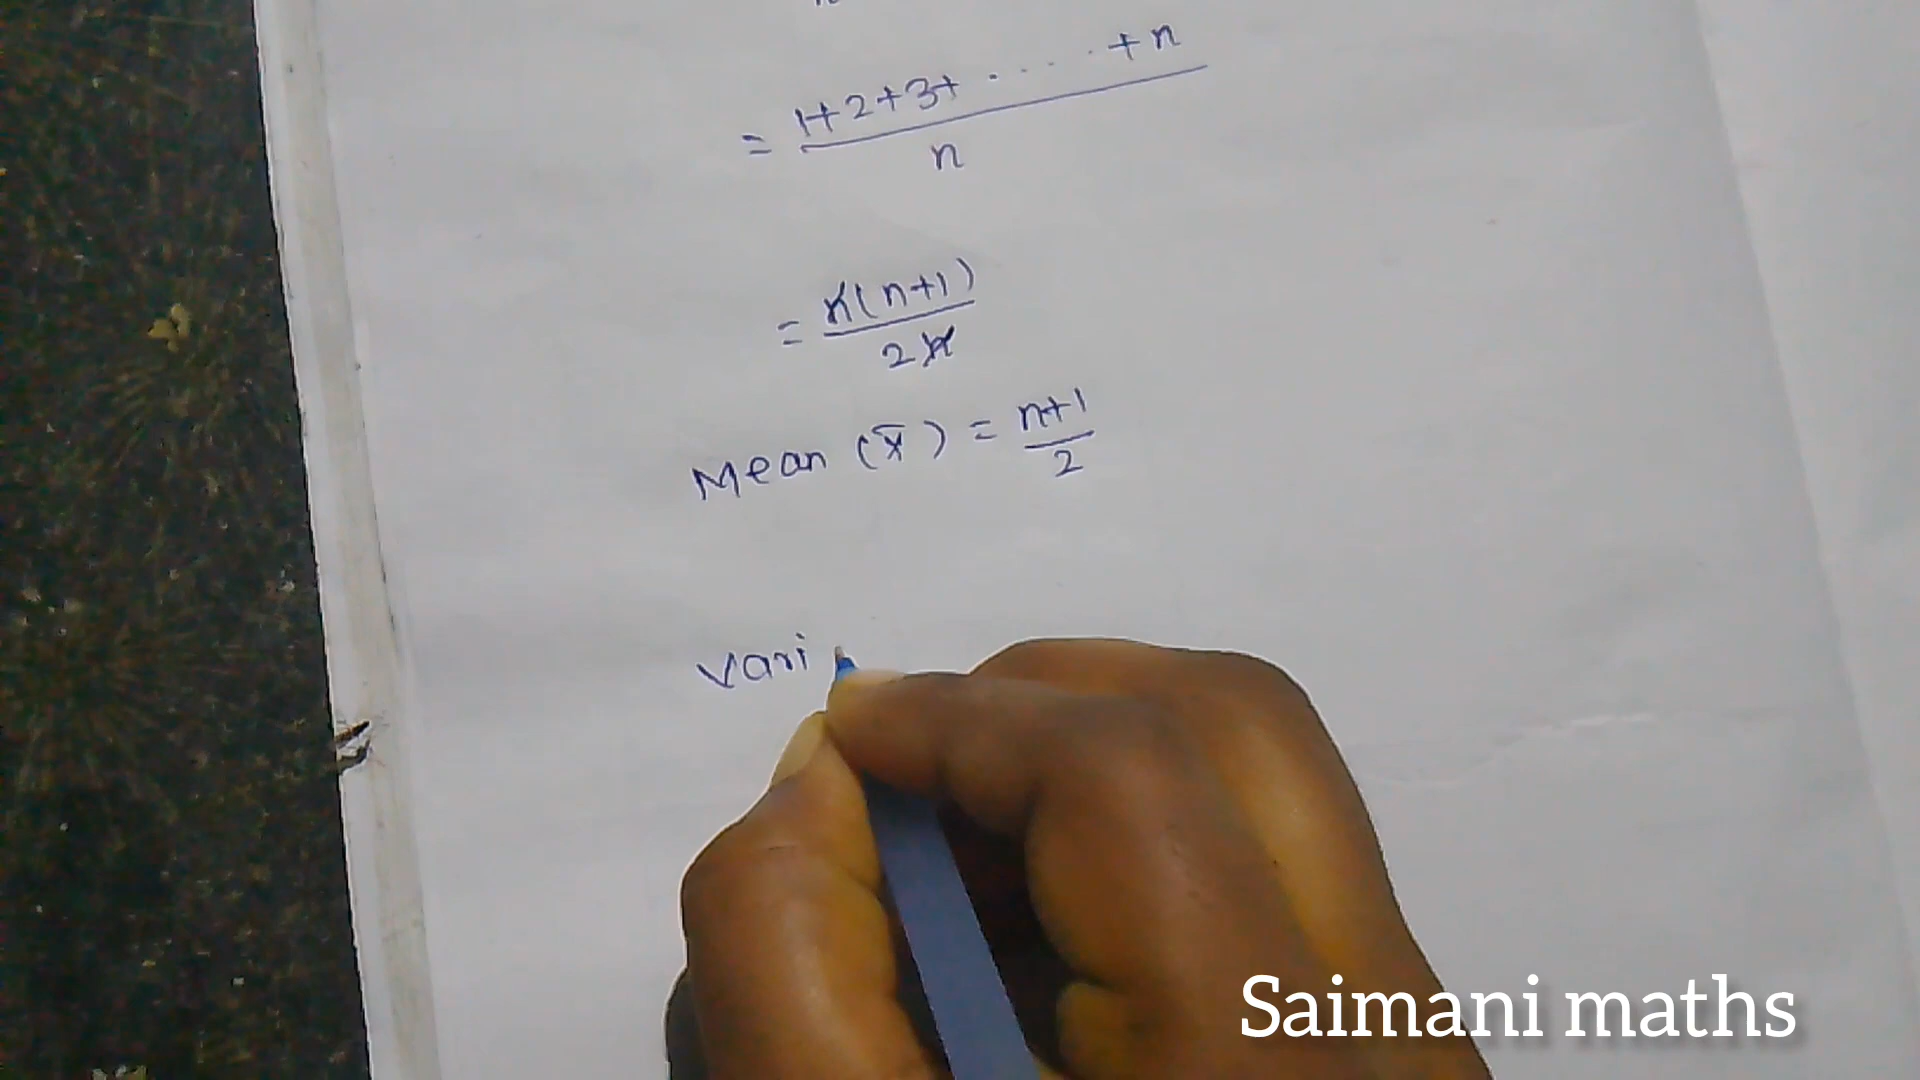 = 1+2+3+ ..... +n
n
= n(n+1)
2n
Mean (x̄) = n+1
2
Vari
Saimani maths